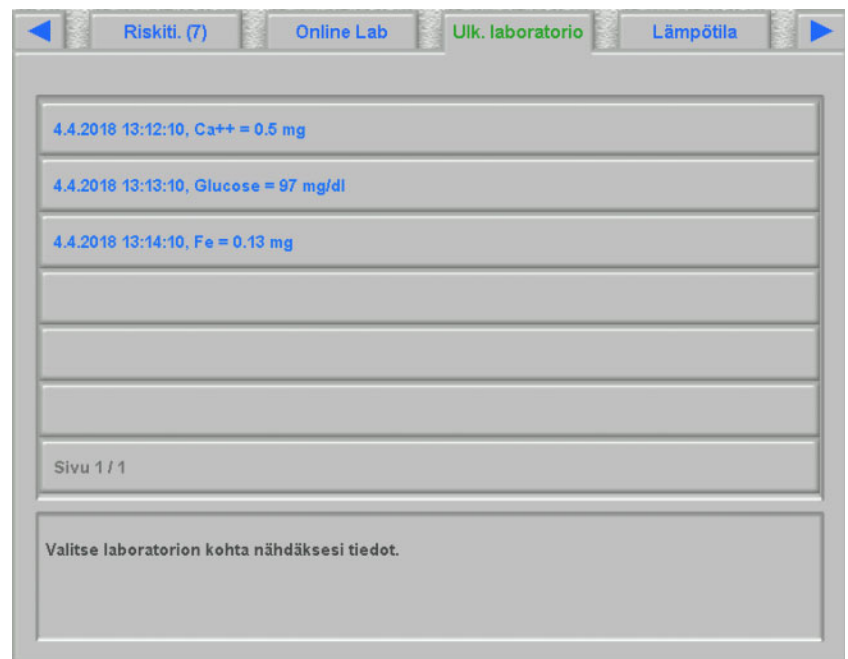 Riskiti. (7) Online Lab Ulk. laboratorio Lämpötila
4.4.2018 13:12:10, Ca++ = 0.5 mg
4.4.2018 13:13:10, Glucose = 97 mg/dl
4.4.2018 13:14:10, Fe = 0.13 mg
Sivu 1 / 1
Valitse laboratorion kohta nähdäksesi tiedot.